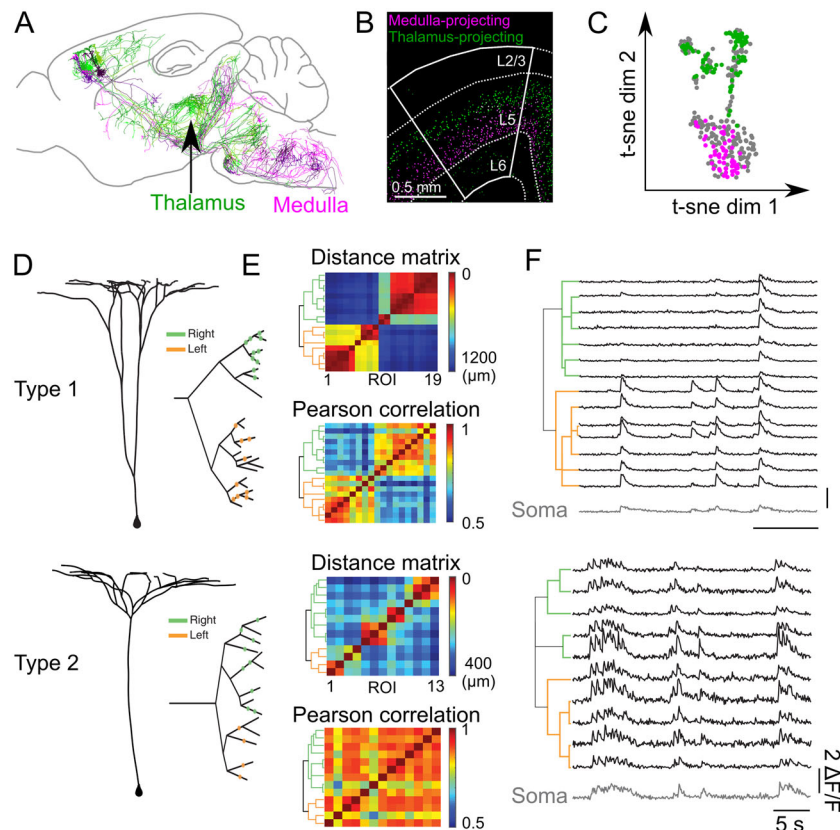 A
Thalamus
Medulla
B
Medulla-projecting
Thalamus-projecting
L2/3
L5
L6
0.5 mm
C
t-sne dim 2
t-sne dim 1
D
Type 1
Right
Left
Type 2
Right
Left
E
Distance matrix
0
1200
(μm)
1 ROI 19
Pearson correlation
1
0.5
Distance matrix
0
400
(μm)
1 ROI 13
Pearson correlation
1
0.5
F
Soma
Soma
2 ΔF/F
5 s